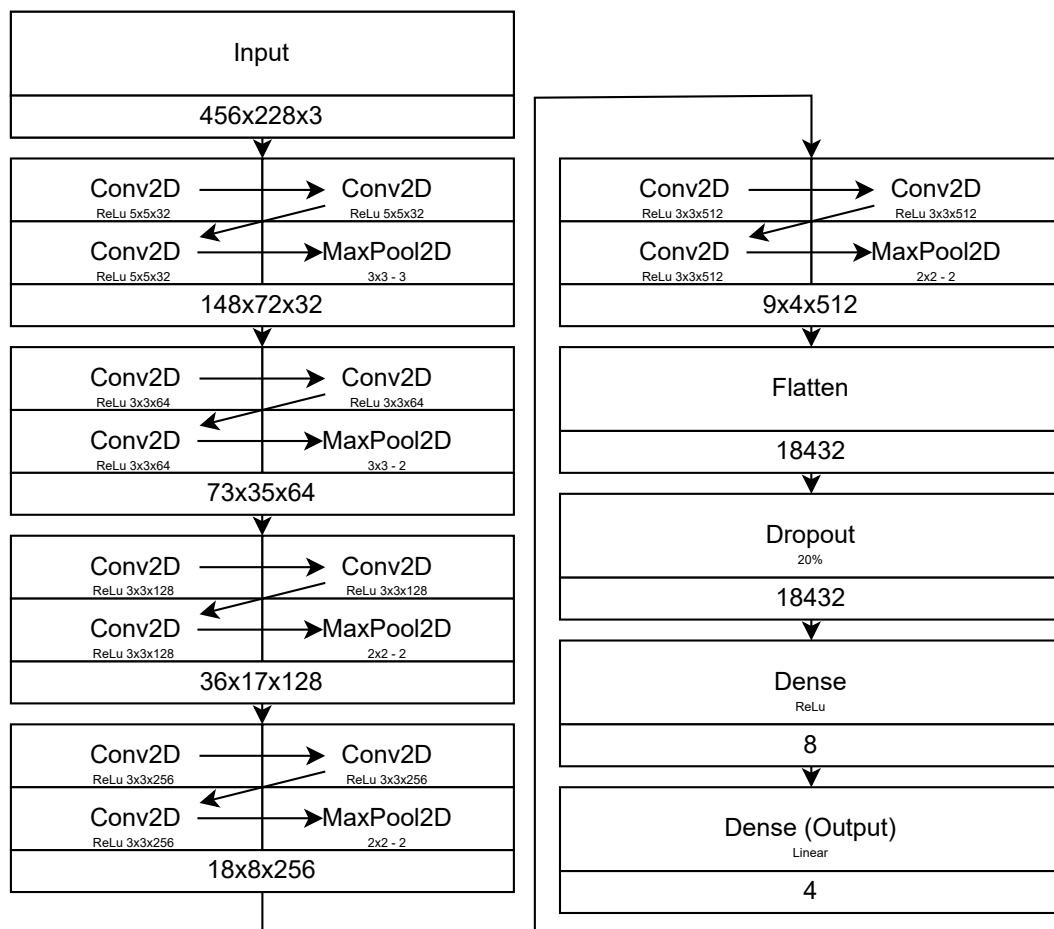 Input
456x228x3
Conv2D Conv2D
ReLu 5x5x32 ReLu 5x5x32
Conv2D MaxPool2D
ReLu 5x5x32 3x3 - 3
148x72x32
Conv2D Conv2D
ReLu 3x3x64 ReLu 3x3x64
Conv2D MaxPool2D
ReLu 3x3x64 3x3 - 2
73x35x64
Conv2D Conv2D
ReLu 3x3x128 ReLu 3x3x128
Conv2D MaxPool2D
ReLu 3x3x128 2x2 - 2
36x17x128
Conv2D Conv2D
ReLu 3x3x256 ReLu 3x3x256
Conv2D MaxPool2D
ReLu 3x3x256 2x2 - 2
18x8x256
Conv2D Conv2D
ReLu 3x3x512 ReLu 3x3x512
Conv2D MaxPool2D
ReLu 3x3x512 2x2 - 2
9x4x512
Flatten
18432
Dropout
20%
18432
Dense
ReLu
8
Dense (Output)
Linear
4